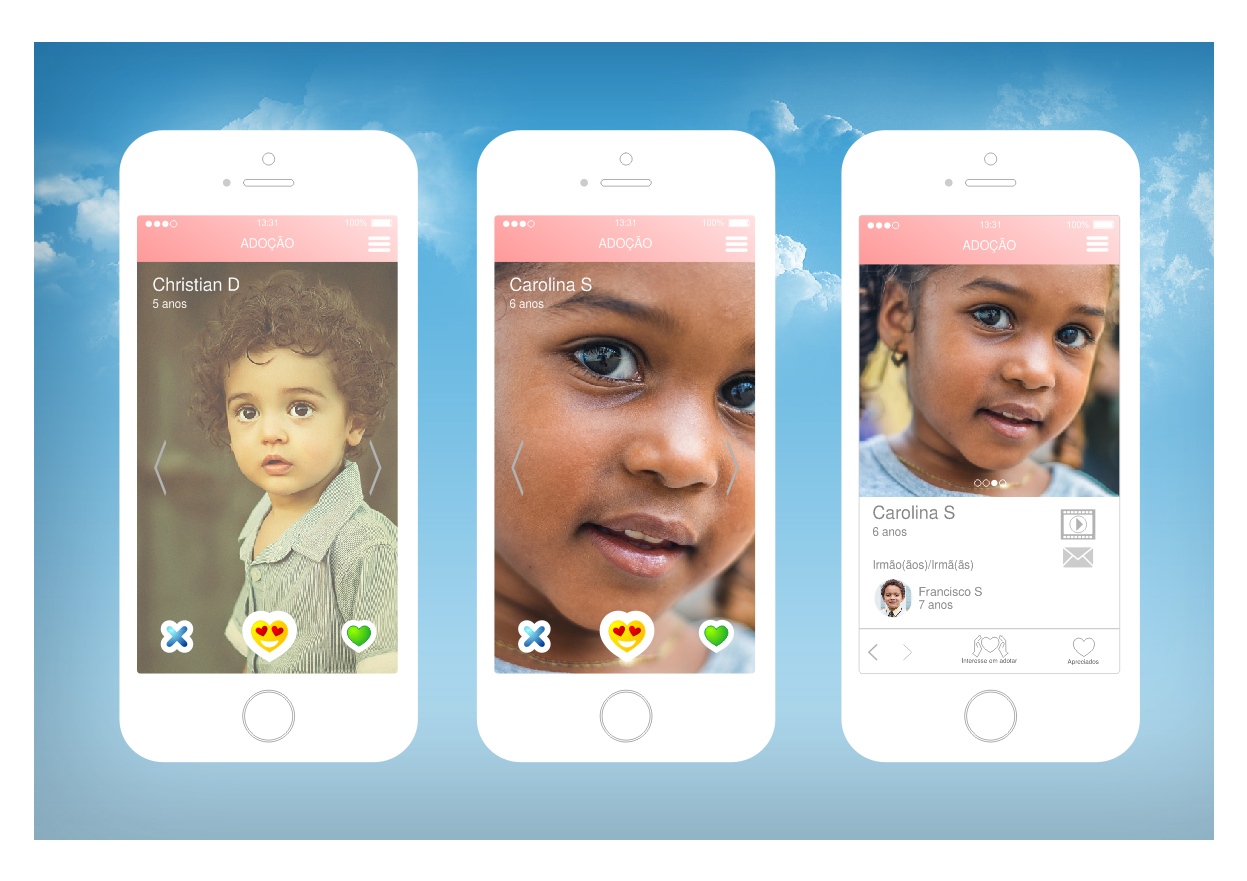 13:31
100%
ADOÇÃO
Christian D
5 anos
13:31
100%
ADOÇÃO
Carolina S
6 anos
13:31
100%
ADOÇÃO
Carolina S
6 anos
Irmão(ãos)/Irmã(ãs)
Francisco S
7 anos
Interesse em adotar
Apreciados